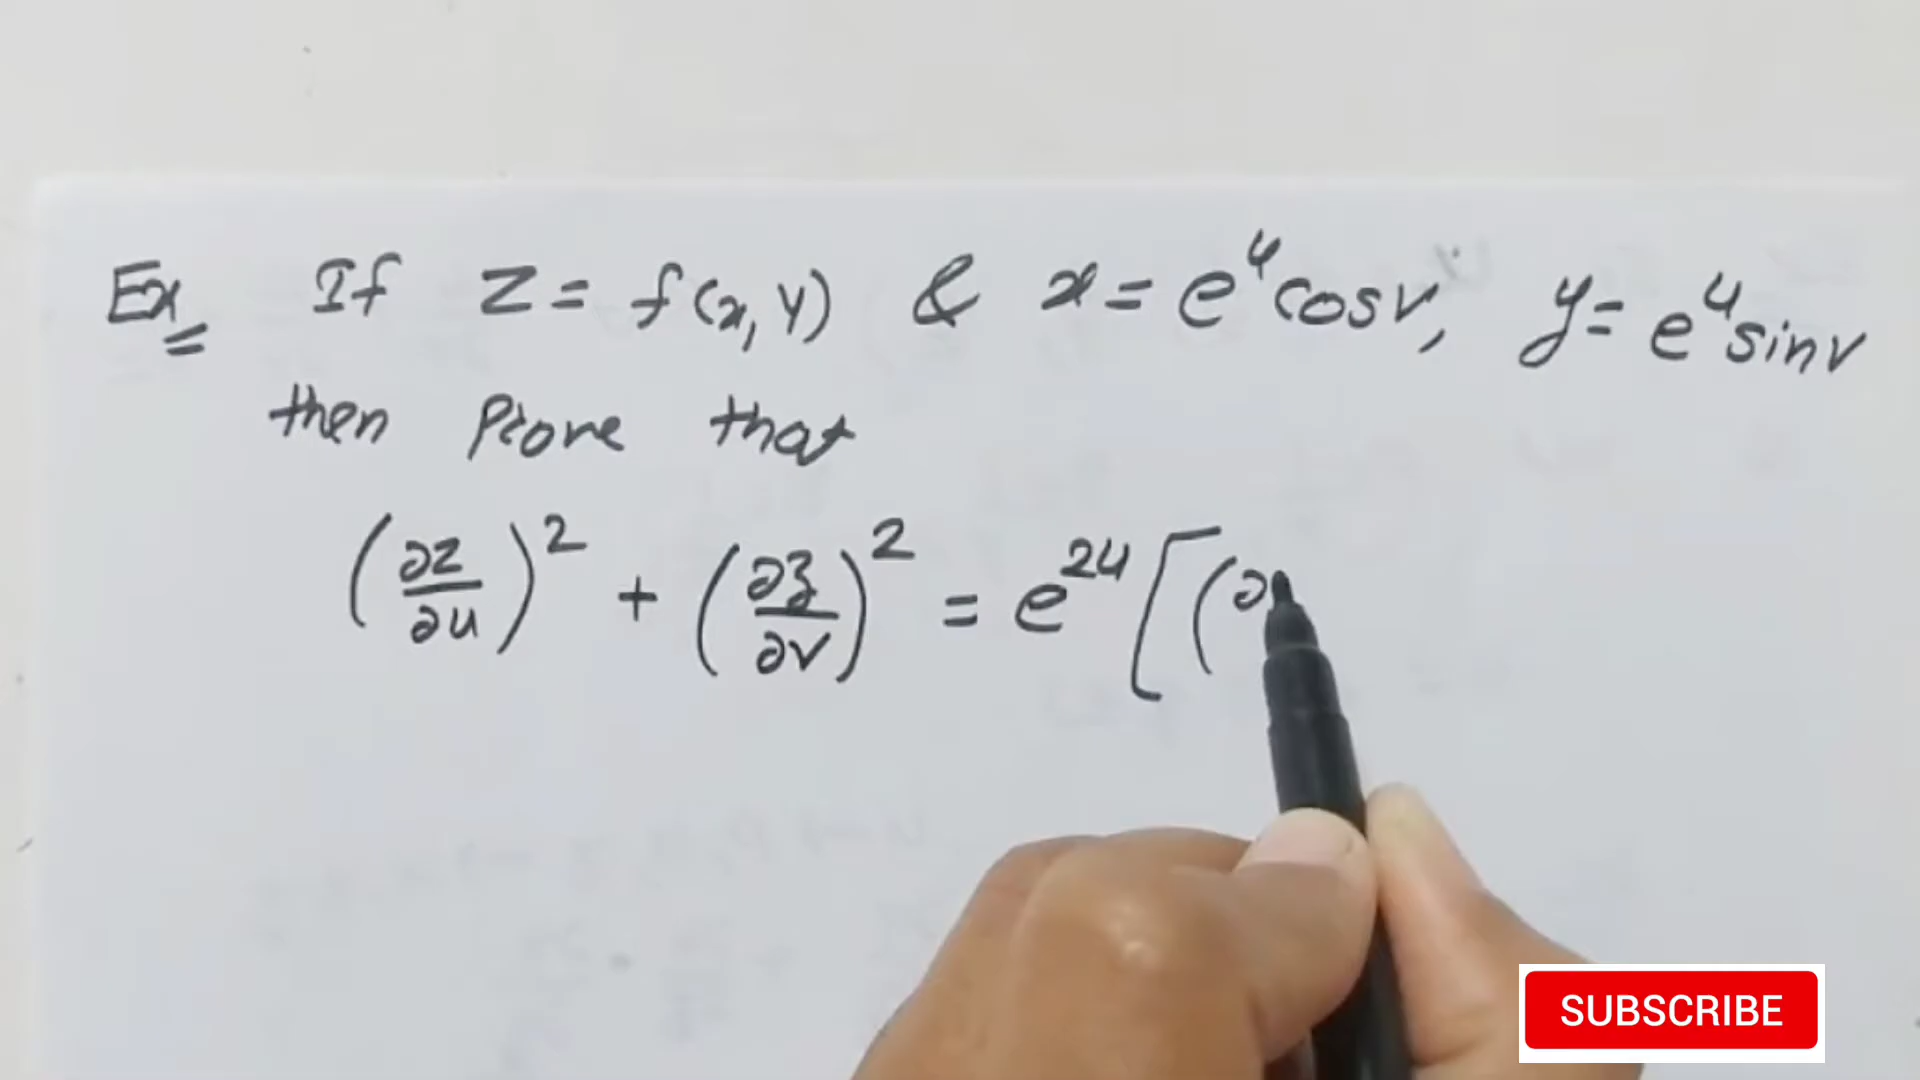 Ex If z = f(x, y) & x = e^u cos v, y = e^u sin v
then Prove that
(∂z/∂u)^2 + (∂z/∂v)^2 = e^2u [(∂
SUBSCRIBE